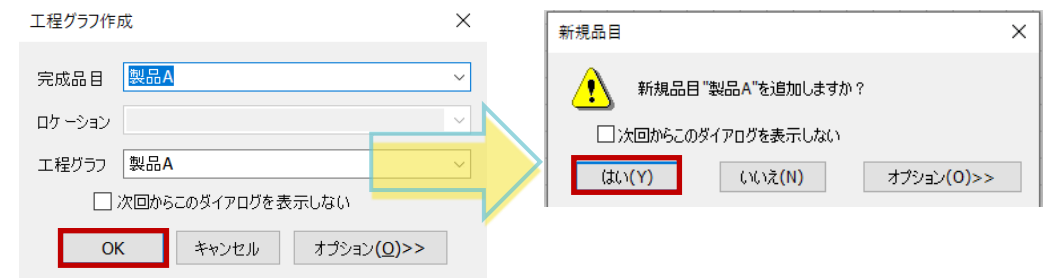 工程グラフ作成
完成品目 製品A
ロケーション
工程グラフ 製品A
次回からこのダイアログを表示しない
OK キャンセル オプション(O)>>
新規品目
新規品目"製品A"を追加しますか?
次回からこのダイアログを表示しない
はい(Y) いいえ(N) オプション(O)>>